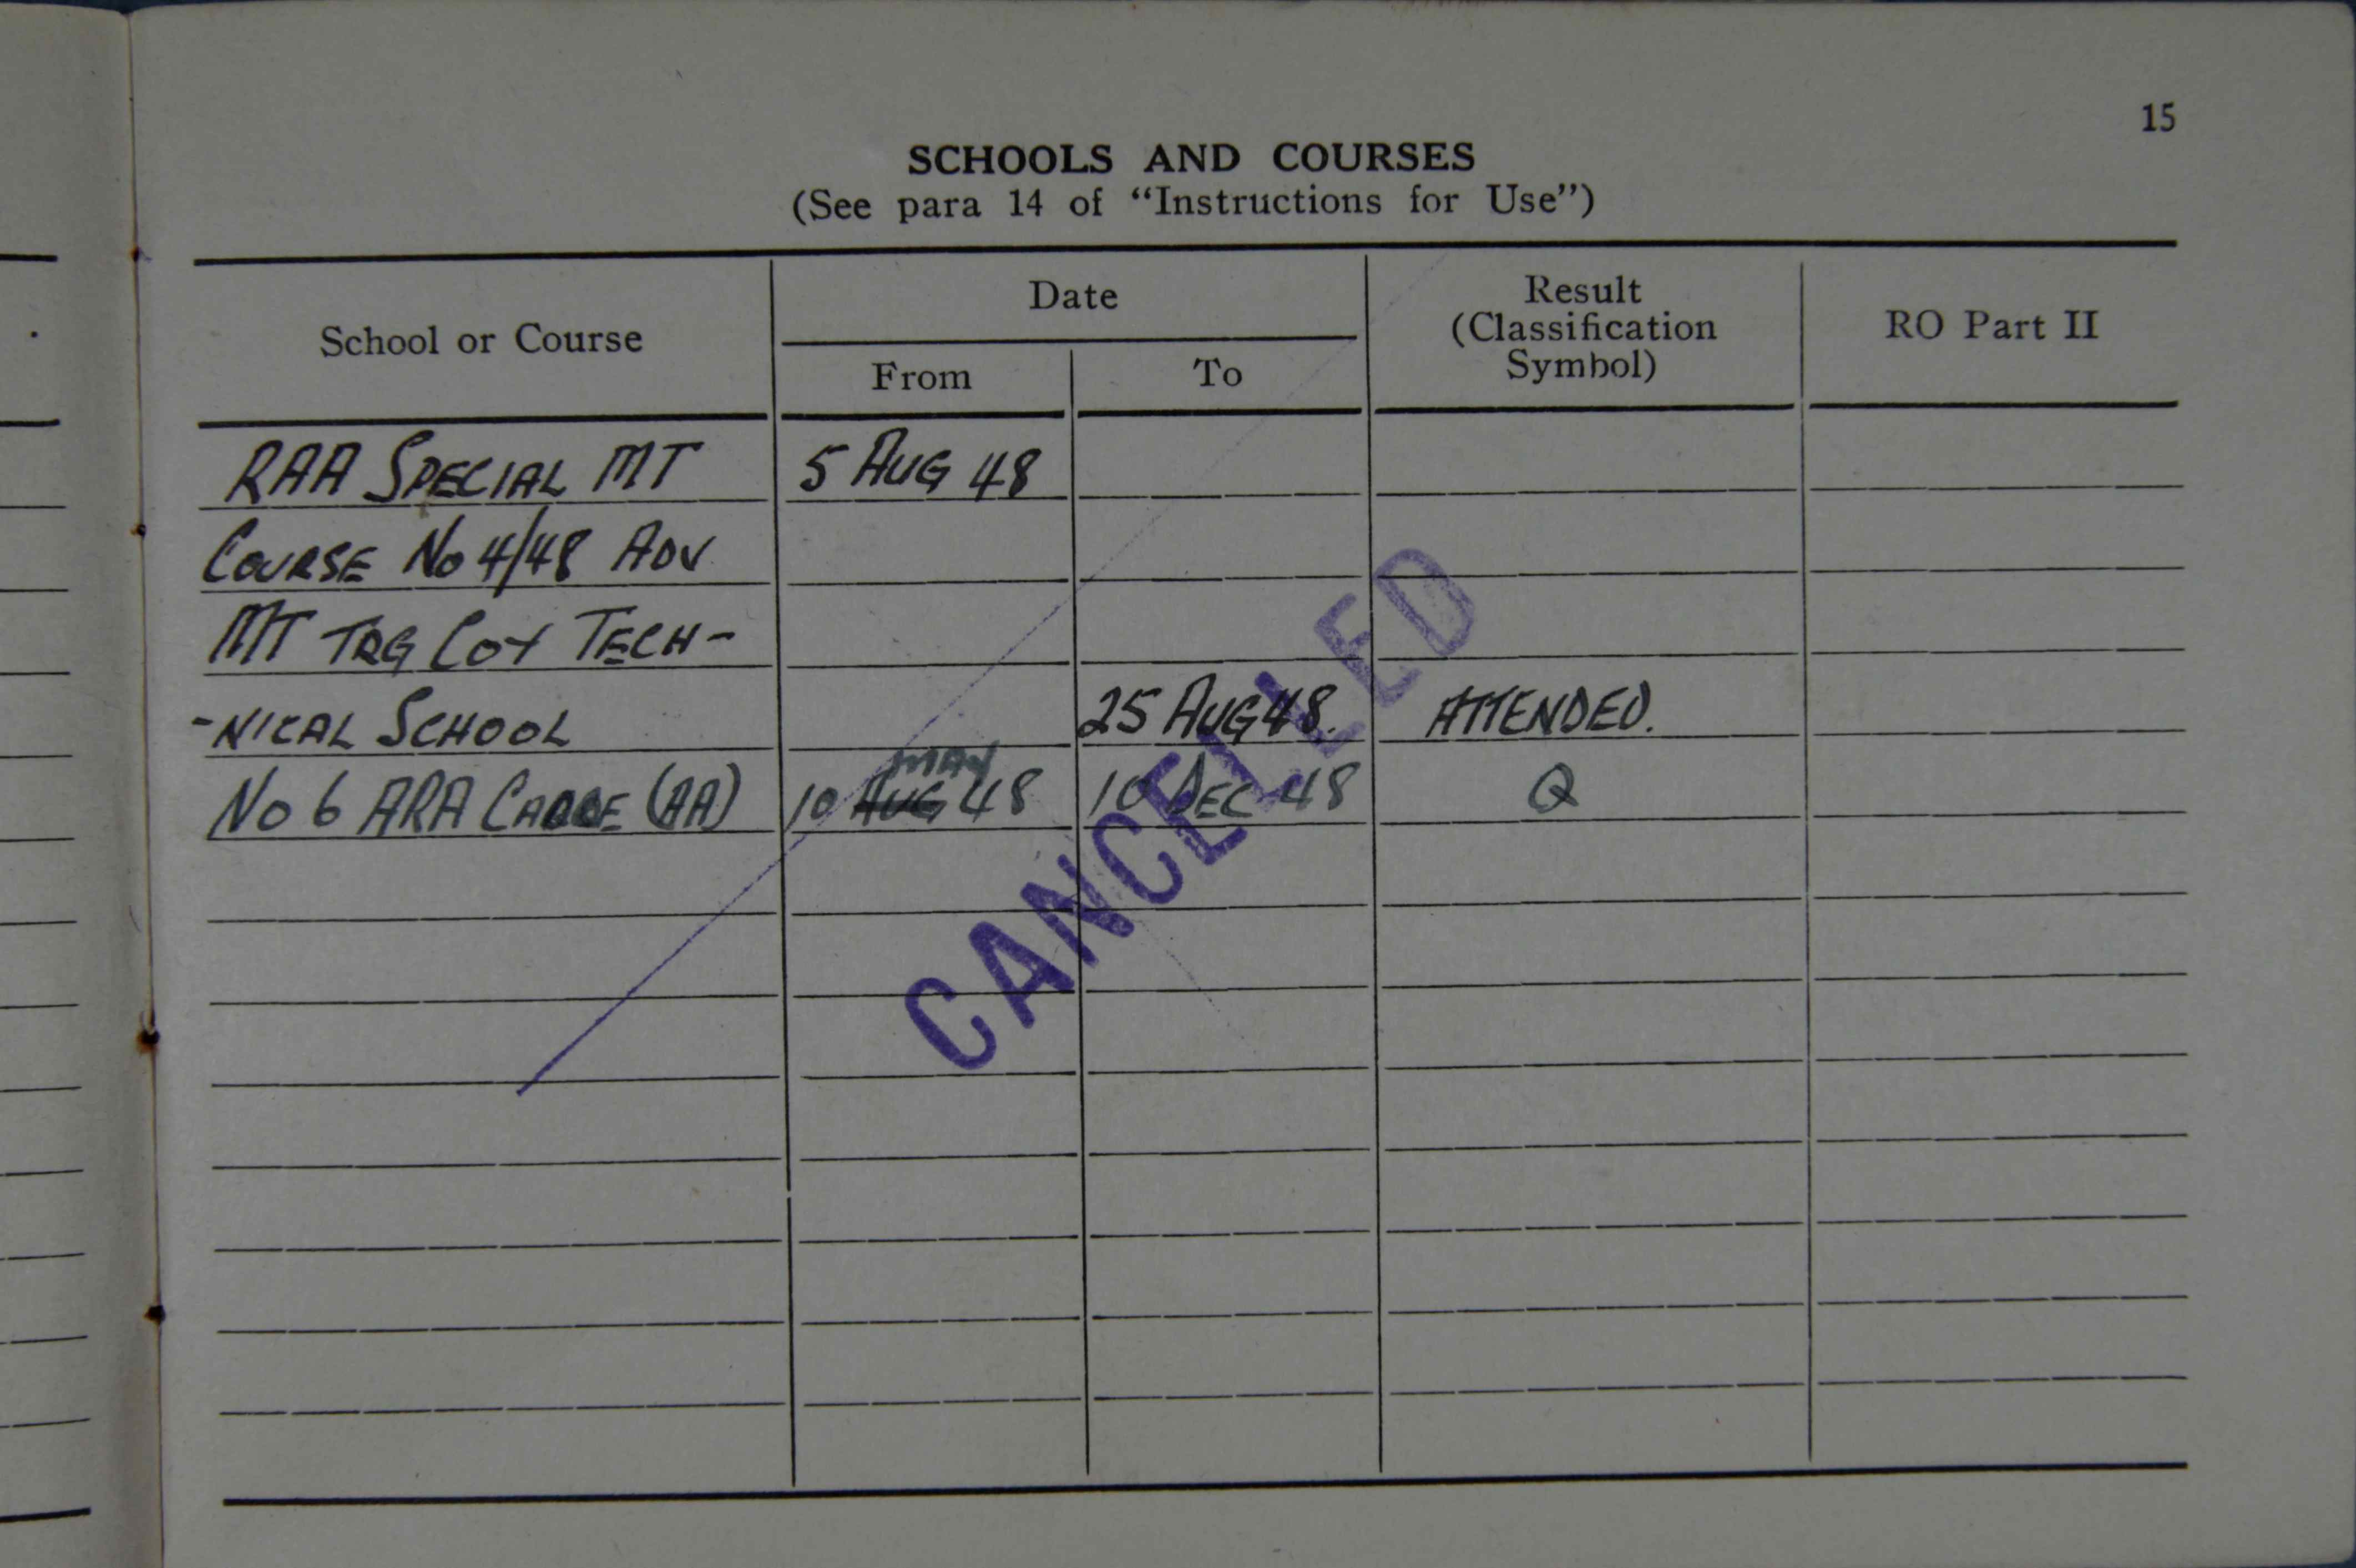 15
SCHOOLS AND COURSES
(See para 14 of “Instructions for Use”)
School or Course Date Result (Classification Symbol) RO Part II
From To
RAA SPECIAL MT 5 AUG 48
COURSE No 4/48 ADV
MT TRG COY TECH-
-NICAL SCHOOL 25 AUG 48. ATTENDED.
MAY
No 6 ARA (AA) 10 AUG 48 10 DEC 48 Q
CANCELLED